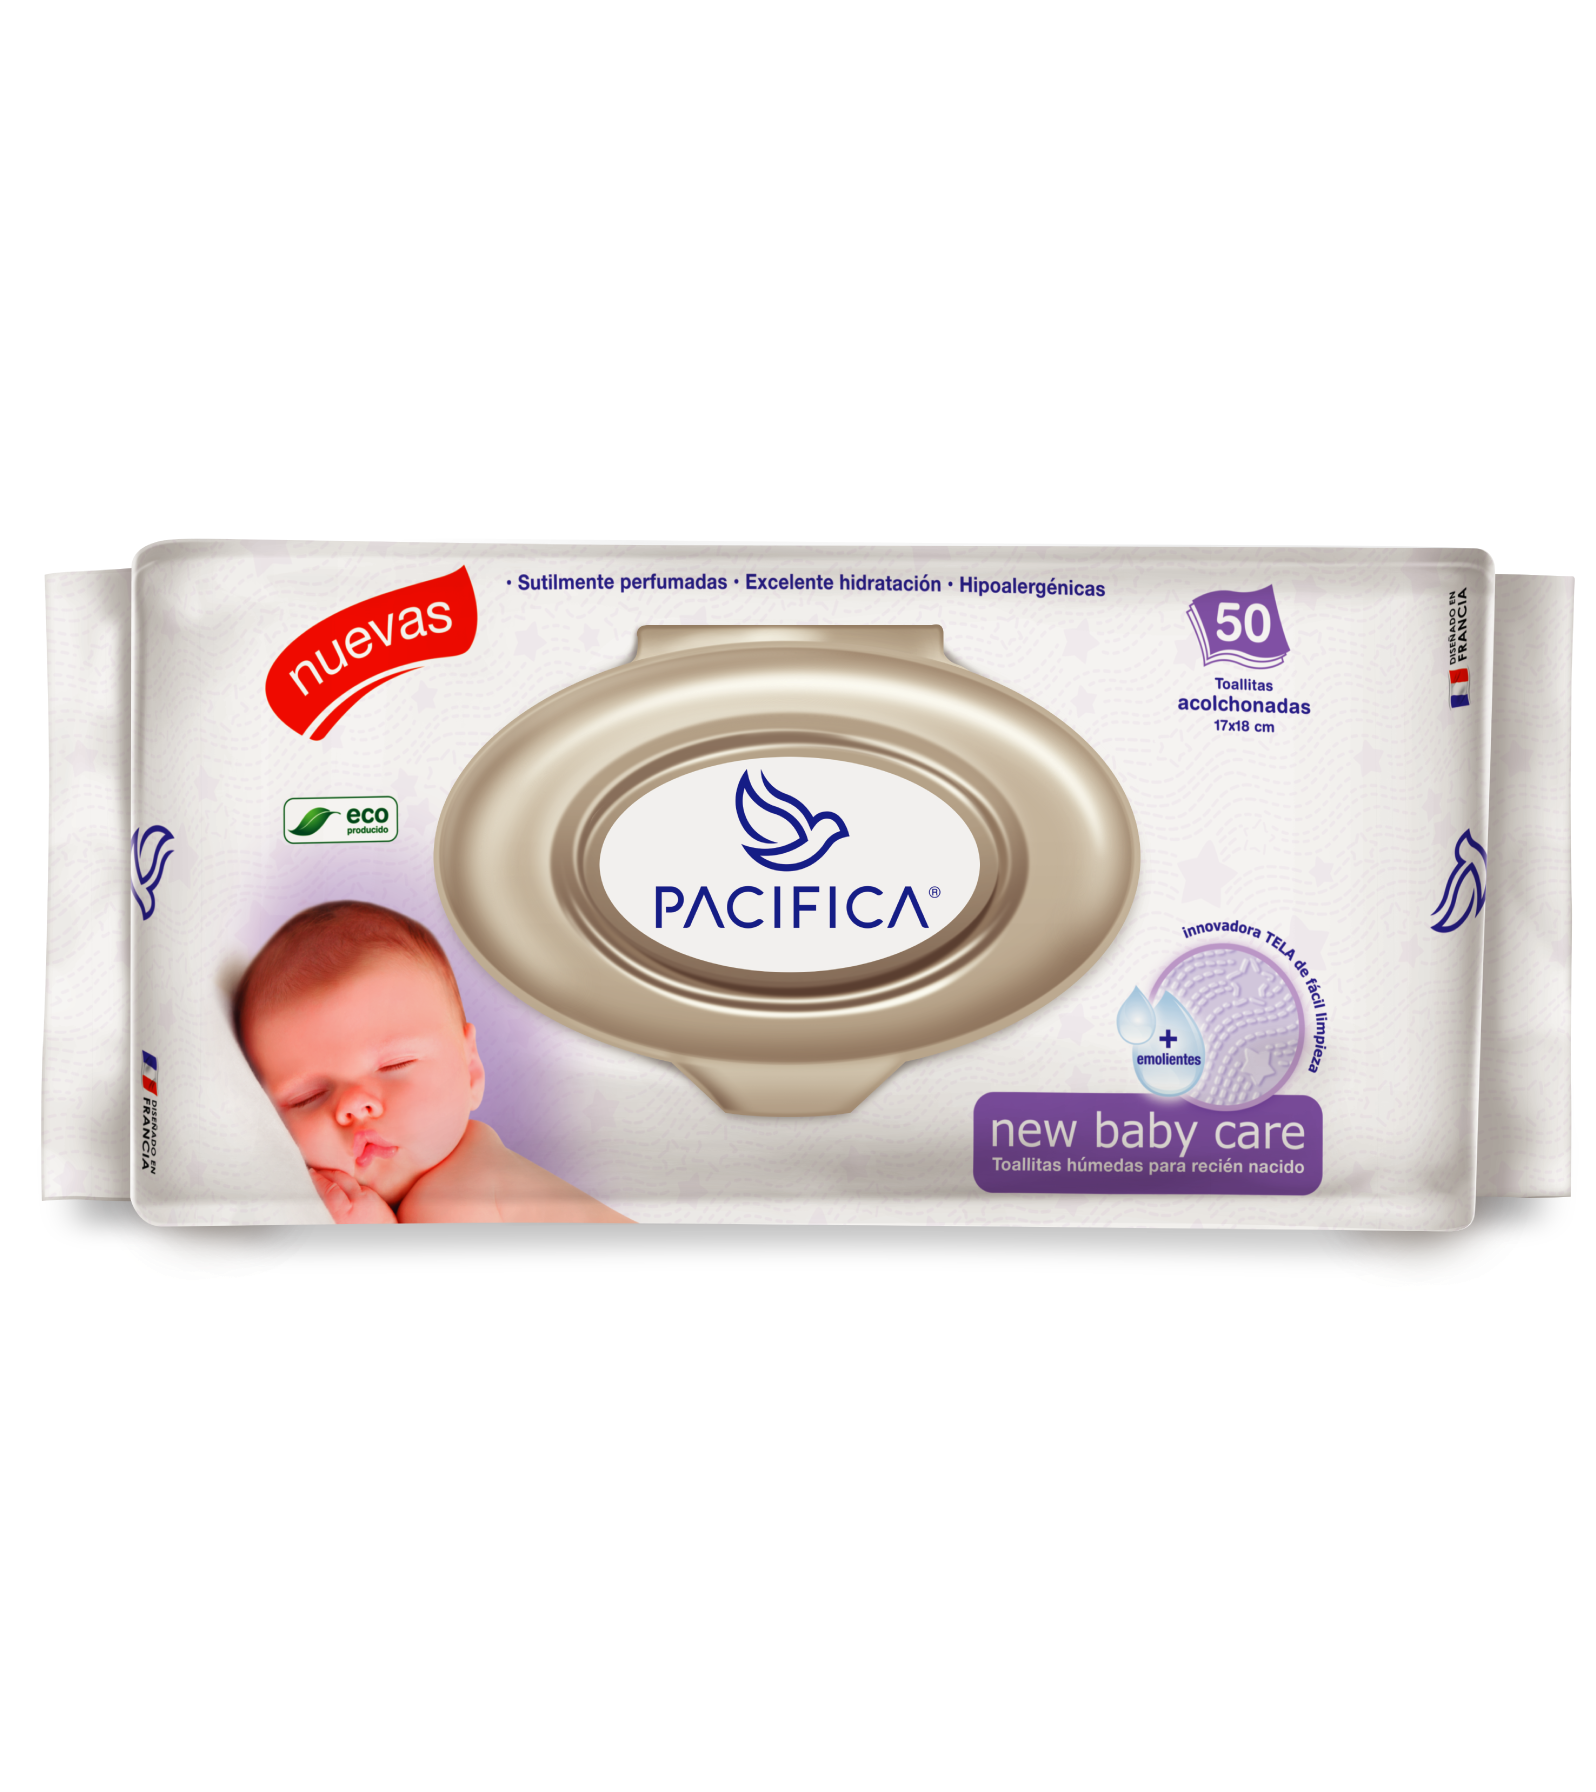 nuevas
· Sutilmente perfumadas · Excelente hidratación · Hipoalergénicas
50
Toallitas
acolchonadas
17x18 cm
DISEÑADO EN
FRANCIA
eco
producido
PACIFICA®
innovadora TELA de fácil limpieza
+
emolientes
new baby care
Toallitas húmedas para recién nacido
DISEÑADO EN
FRANCIA